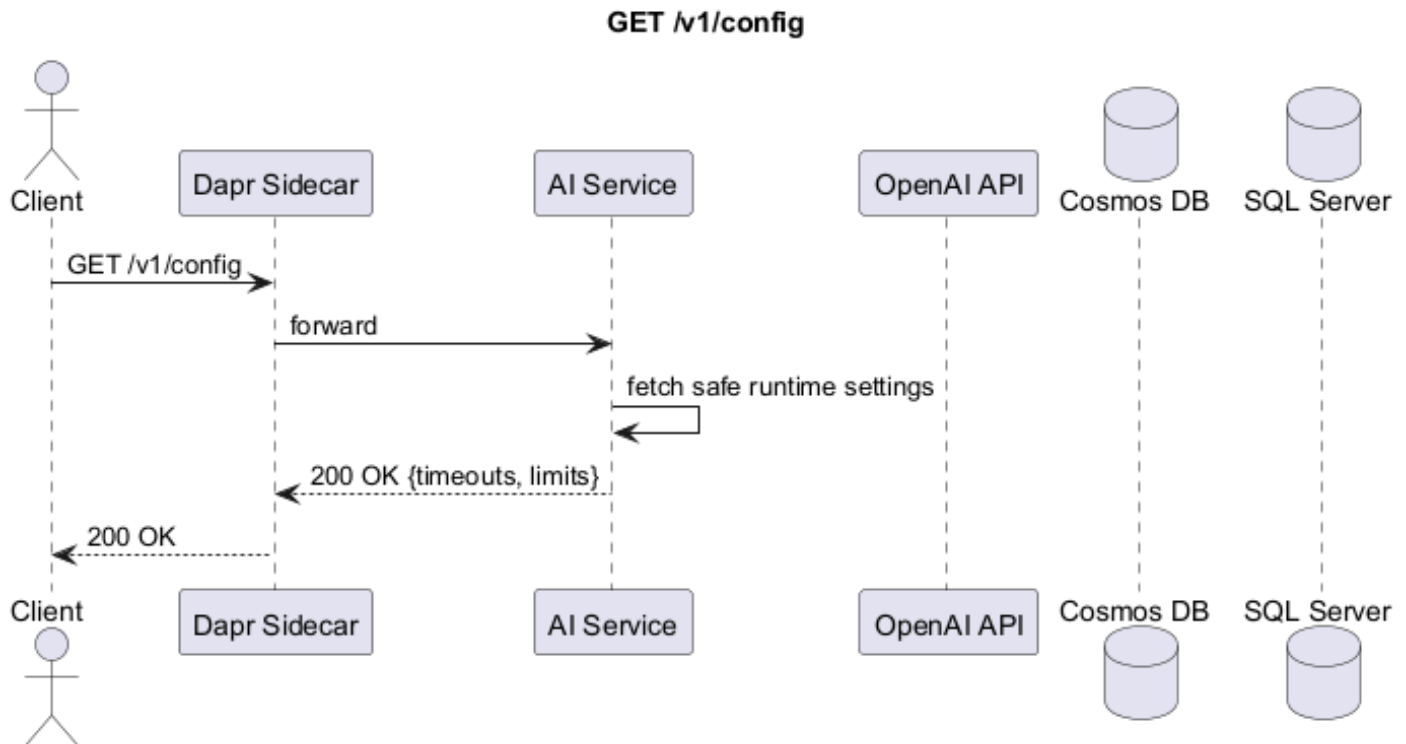 GET /v1/config
Client
Dapr Sidecar
AI Service
OpenAI API
Cosmos DB
SQL Server
GET /v1/config
forward
fetch safe runtime settings
200 OK {timeouts, limits}
200 OK
Client
Dapr Sidecar
AI Service
OpenAI API
Cosmos DB
SQL Server